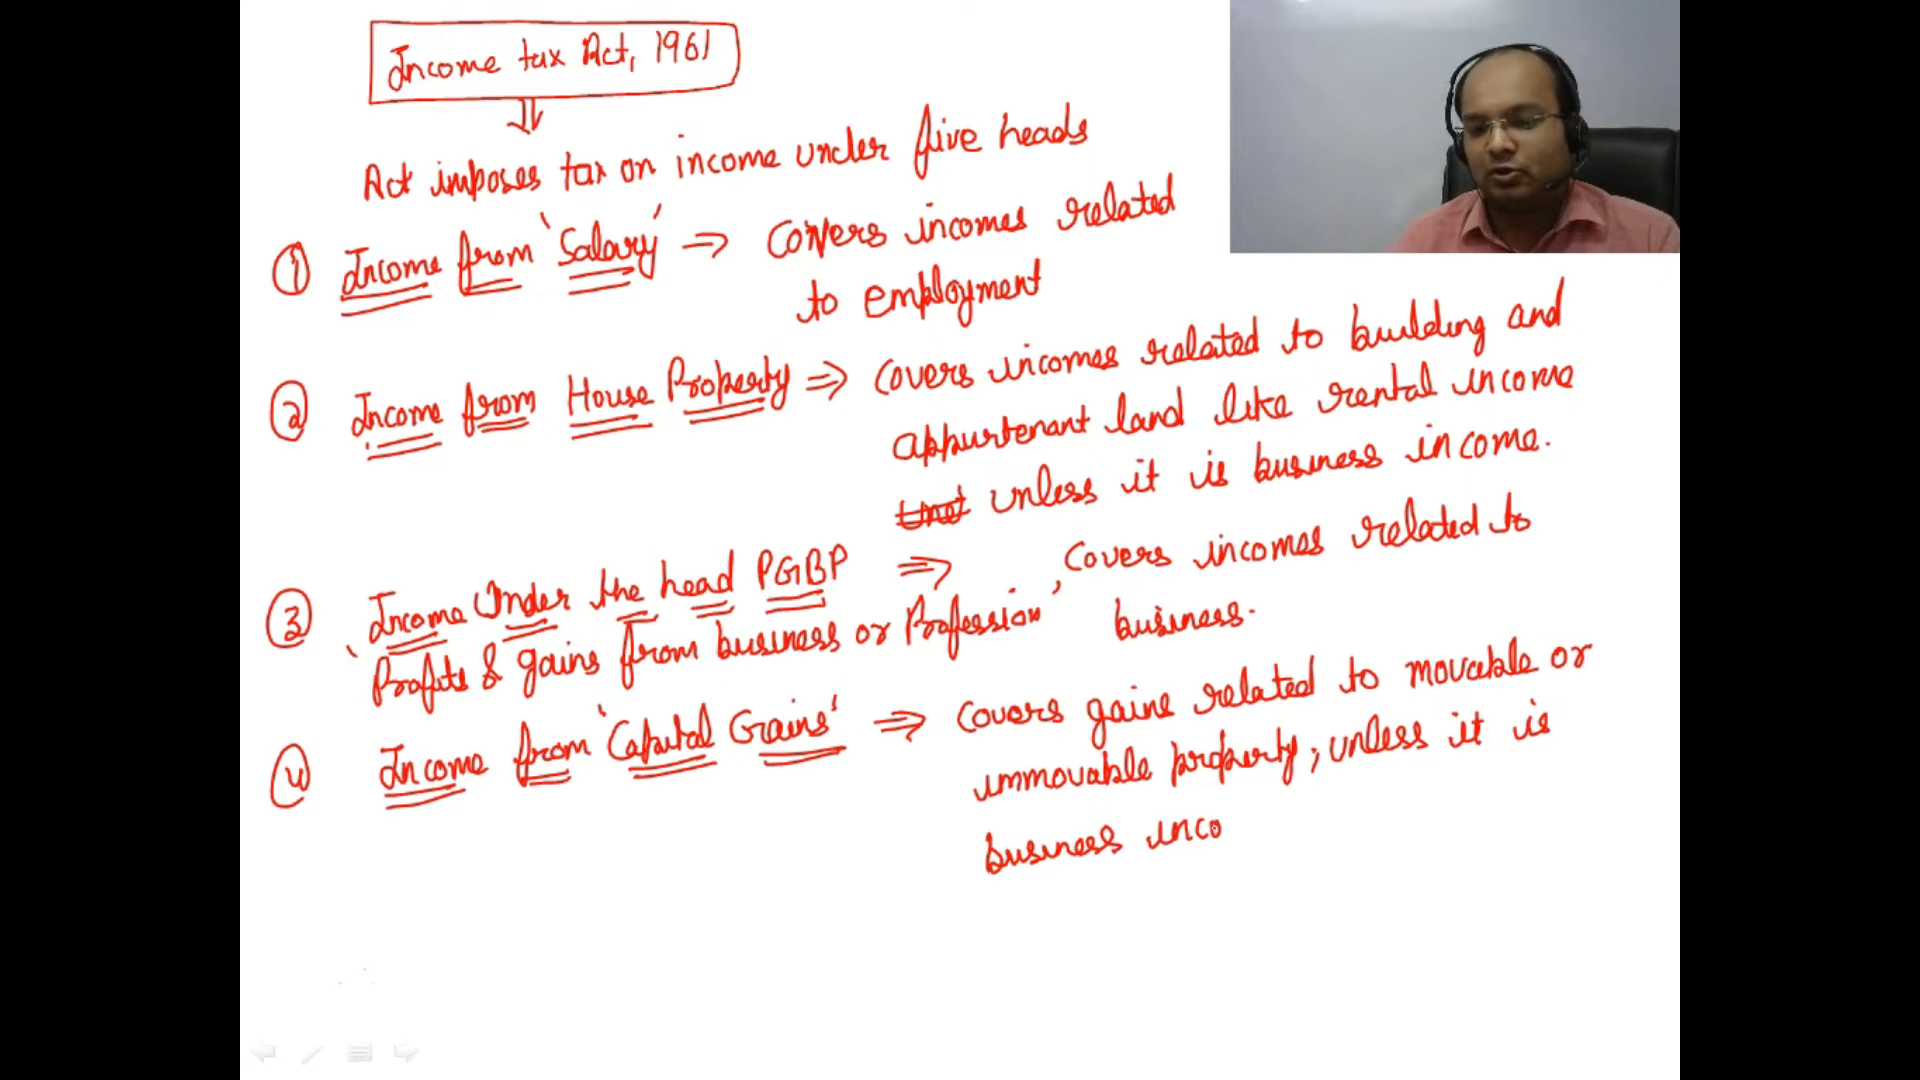 Income tax Act, 1961
Act imposes tax on income under five heads
① Income from 'Salary' ⇒ Covers incomes related
to employment
② Income from House Property ⇒ Covers incomes related to building and
appurtenant land like rental income
unless it is business income.
③ Income Under the head PGBP ⇒ Covers incomes related to
'Profits & gains from business or Profession' business.
④ Income from 'Capital Gains' ⇒ Covers gains related to movable or
immovable property, unless it is
business inco